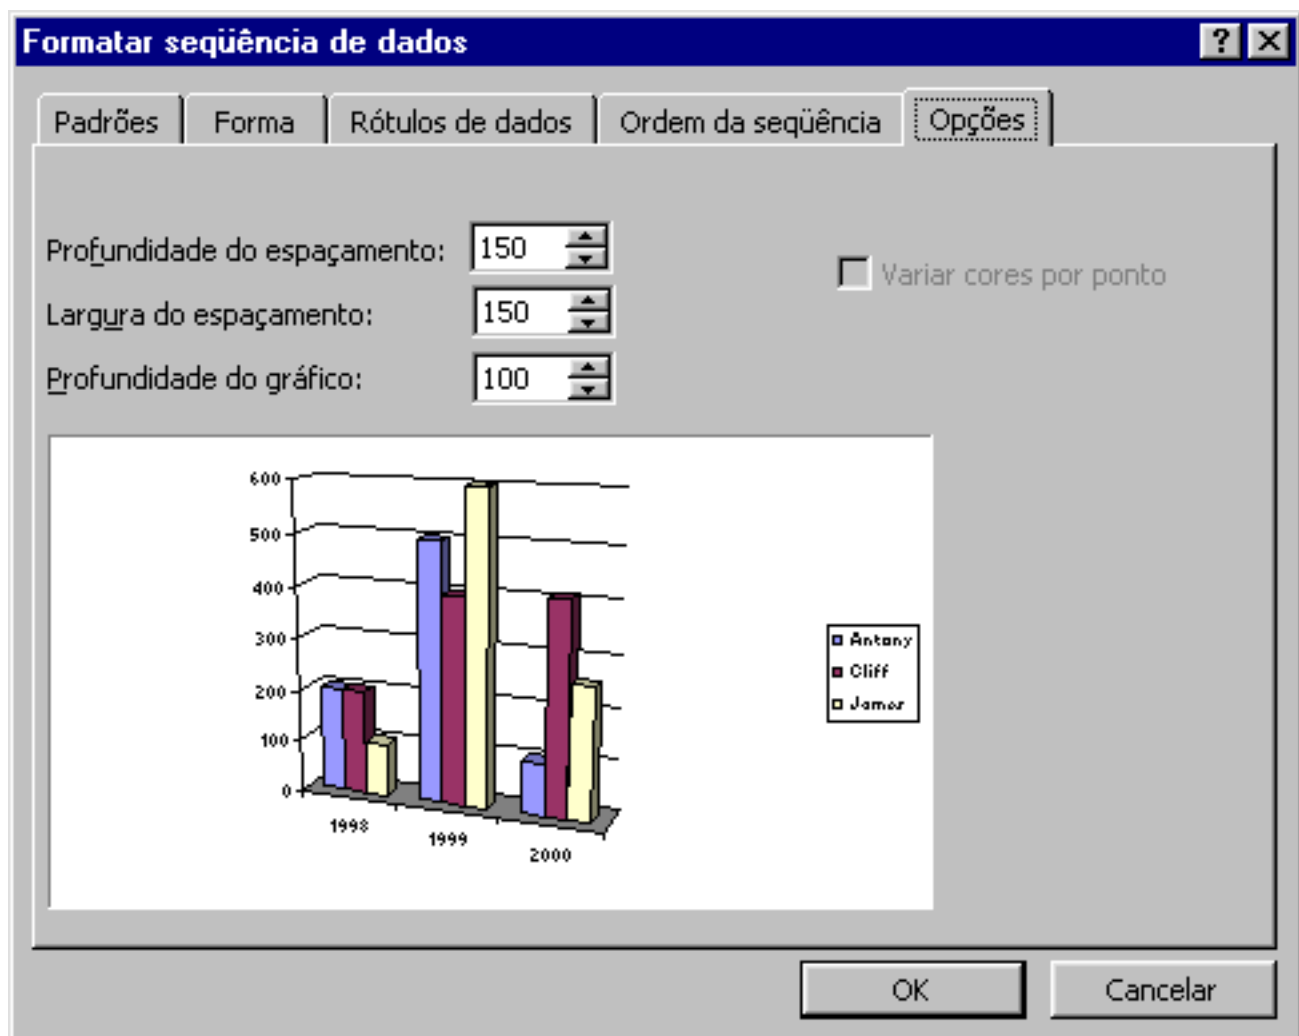 Formatar seqüência de dados
Padrões Forma Rótulos de dados Ordem da seqüência Opções
Profundidade do espaçamento: 150
Variar cores por ponto
Largura do espaçamento: 150
Profundidade do gráfico: 100
600
500
400
300
200
100
0
1998
1999
2000
Antony
Cliff
James
OK Cancelar